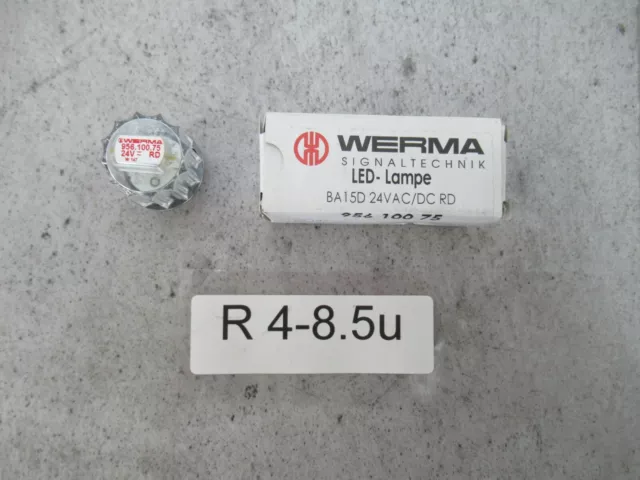 WERMA
956.100.75
24V = RD
WERMA
SIGNALTECHNIK
LED- Lampe
BA15D 24VAC/DC RD
956 100 75
R 4-8.5u